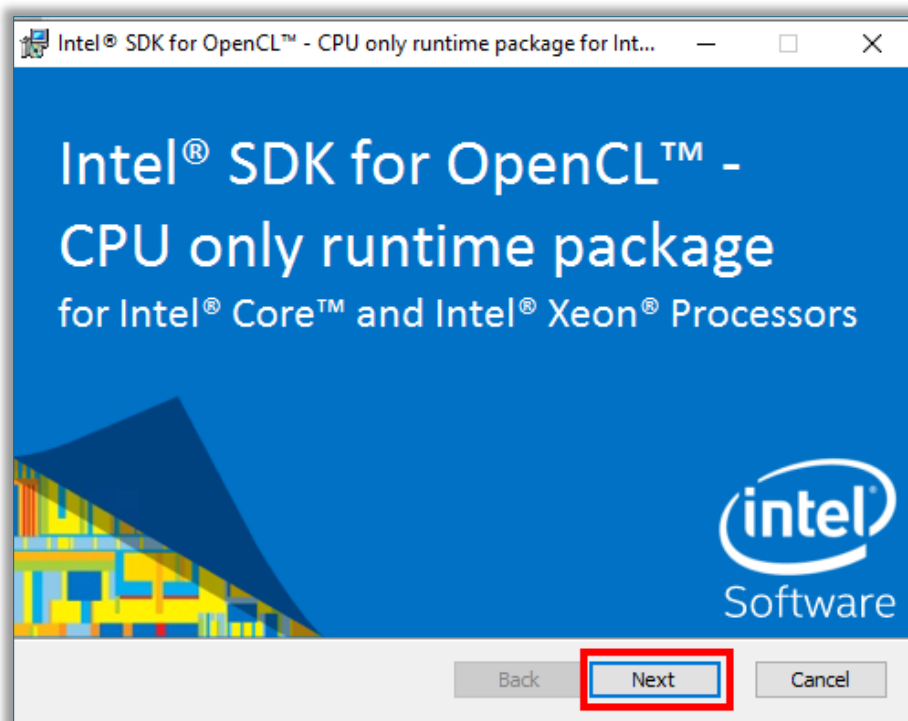 Intel® SDK for OpenCL™ - CPU only runtime package for Int...
Intel® SDK for OpenCL™ -
CPU only runtime package
for Intel® Core™ and Intel® Xeon® Processors
intel®
Software
Back
Next
Cancel